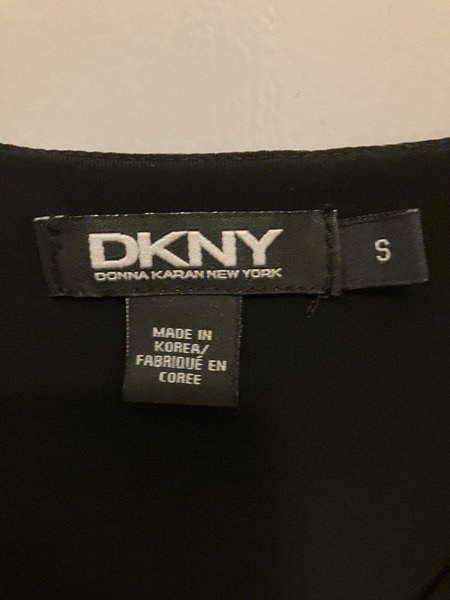 DKNY
DONNA KARAN NEW YORK
S
MADE IN
KOREA/
FABRIQUÉ EN
COREE